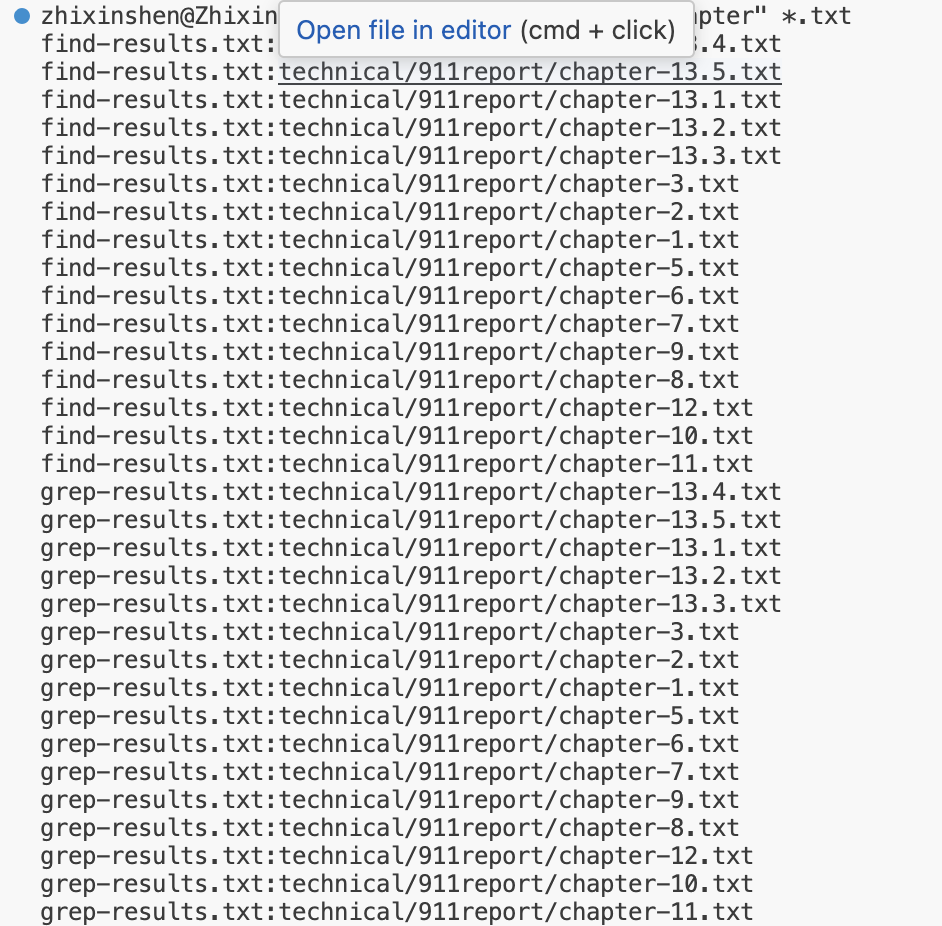 zhixinshen@Zhixin pter" *.txt
Open file in editor (cmd + click)
find-results.txt: .4.txt
find-results.txt:technical/911report/chapter-13.5.txt
find-results.txt:technical/911report/chapter-13.1.txt
find-results.txt:technical/911report/chapter-13.2.txt
find-results.txt:technical/911report/chapter-13.3.txt
find-results.txt:technical/911report/chapter-3.txt
find-results.txt:technical/911report/chapter-2.txt
find-results.txt:technical/911report/chapter-1.txt
find-results.txt:technical/911report/chapter-5.txt
find-results.txt:technical/911report/chapter-6.txt
find-results.txt:technical/911report/chapter-7.txt
find-results.txt:technical/911report/chapter-9.txt
find-results.txt:technical/911report/chapter-8.txt
find-results.txt:technical/911report/chapter-12.txt
find-results.txt:technical/911report/chapter-10.txt
find-results.txt:technical/911report/chapter-11.txt
grep-results.txt:technical/911report/chapter-13.4.txt
grep-results.txt:technical/911report/chapter-13.5.txt
grep-results.txt:technical/911report/chapter-13.1.txt
grep-results.txt:technical/911report/chapter-13.2.txt
grep-results.txt:technical/911report/chapter-13.3.txt
grep-results.txt:technical/911report/chapter-3.txt
grep-results.txt:technical/911report/chapter-2.txt
grep-results.txt:technical/911report/chapter-1.txt
grep-results.txt:technical/911report/chapter-5.txt
grep-results.txt:technical/911report/chapter-6.txt
grep-results.txt:technical/911report/chapter-7.txt
grep-results.txt:technical/911report/chapter-9.txt
grep-results.txt:technical/911report/chapter-8.txt
grep-results.txt:technical/911report/chapter-12.txt
grep-results.txt:technical/911report/chapter-10.txt
grep-results.txt:technical/911report/chapter-11.txt